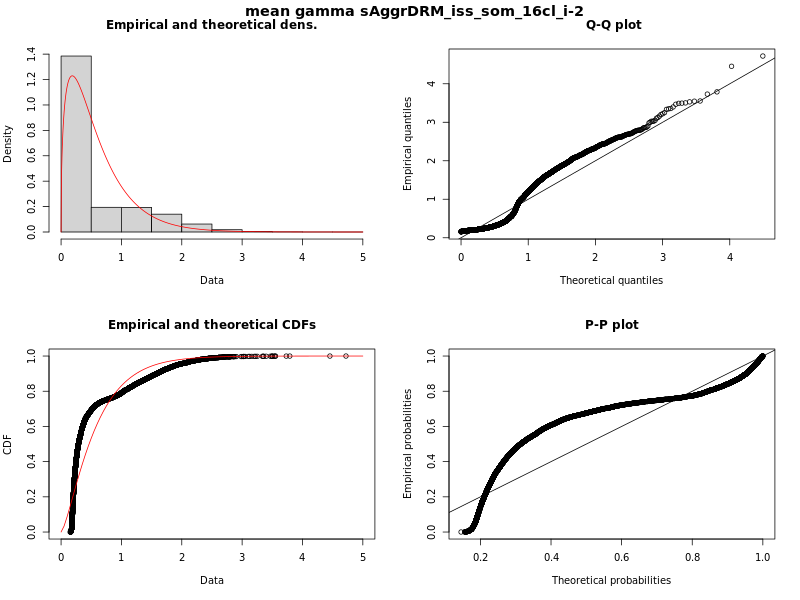 mean gamma sAggrDRM_iss_som_16cl_i-2
Empirical and theoretical dens.
Density
0.0 0.2 0.4 0.6 0.8 1.0 1.2 1.4
0 1 2 3 4 5
Data
Q-Q plot
Empirical quantiles
0 1 2 3 4
0 1 2 3 4
Theoretical quantiles
Empirical and theoretical CDFs
CDF
0.0 0.2 0.4 0.6 0.8 1.0
0 1 2 3 4 5
Data
P-P plot
Empirical probabilities
0.0 0.2 0.4 0.6 0.8 1.0
0.2 0.4 0.6 0.8 1.0
Theoretical probabilities